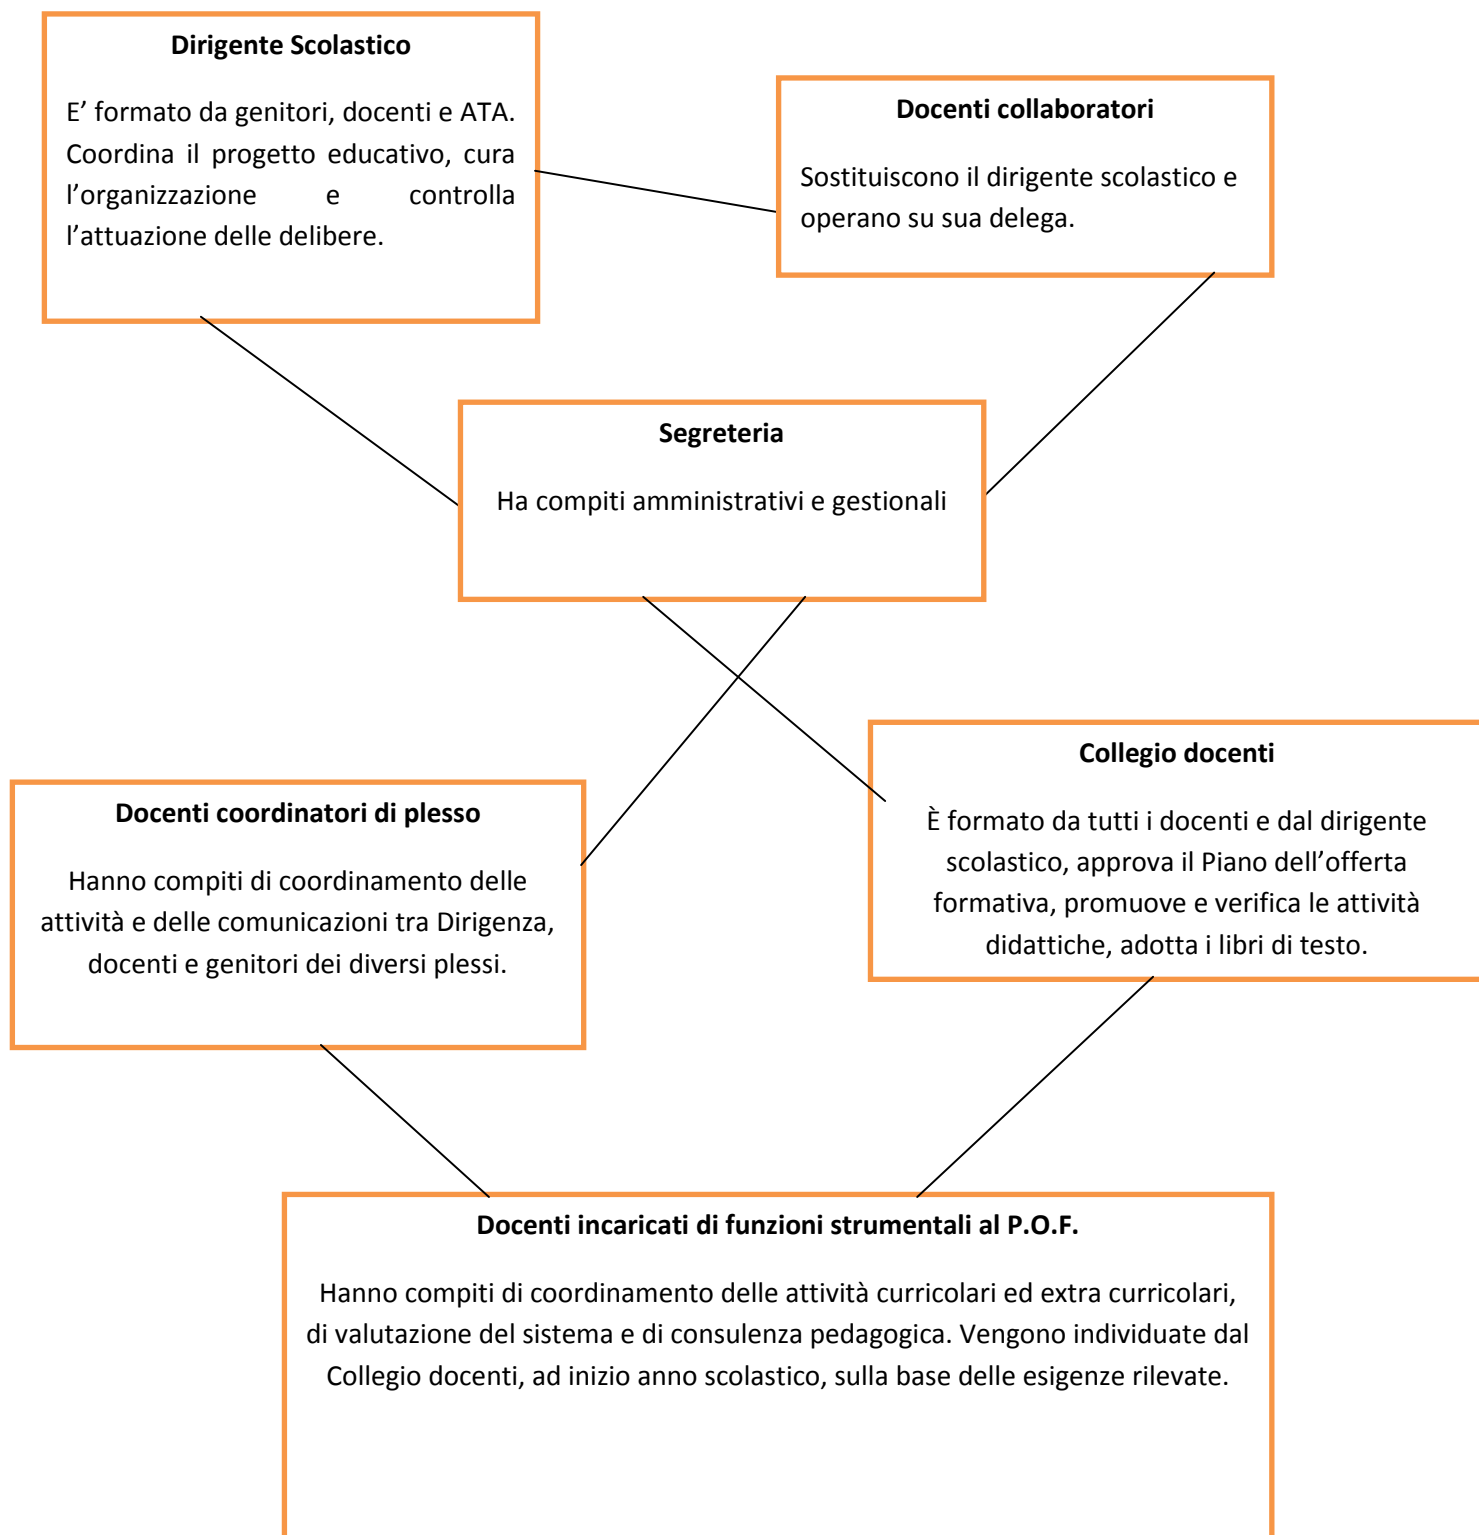 Dirigente Scolastico
E’ formato da genitori, docenti e ATA.
Coordina il progetto educativo, cura
l’organizzazione e controlla
l’attuazione delle delibere.
Docenti collaboratori
Sostituiscono il dirigente scolastico e
operano su sua delega.
Segreteria
Ha compiti amministrativi e gestionali
Collegio docenti
È formato da tutti i docenti e dal dirigente
scolastico, approva il Piano dell’offerta
formativa, promuove e verifica le attività
didattiche, adotta i libri di testo.
Docenti coordinatori di plesso
Hanno compiti di coordinamento delle
attività e delle comunicazioni tra Dirigenza,
docenti e genitori dei diversi plessi.
Docenti incaricati di funzioni strumentali al P.O.F.
Hanno compiti di coordinamento delle attività curricolari ed extra curricolari,
di valutazione del sistema e di consulenza pedagogica. Vengono individuate dal
Collegio docenti, ad inizio anno scolastico, sulla base delle esigenze rilevate.